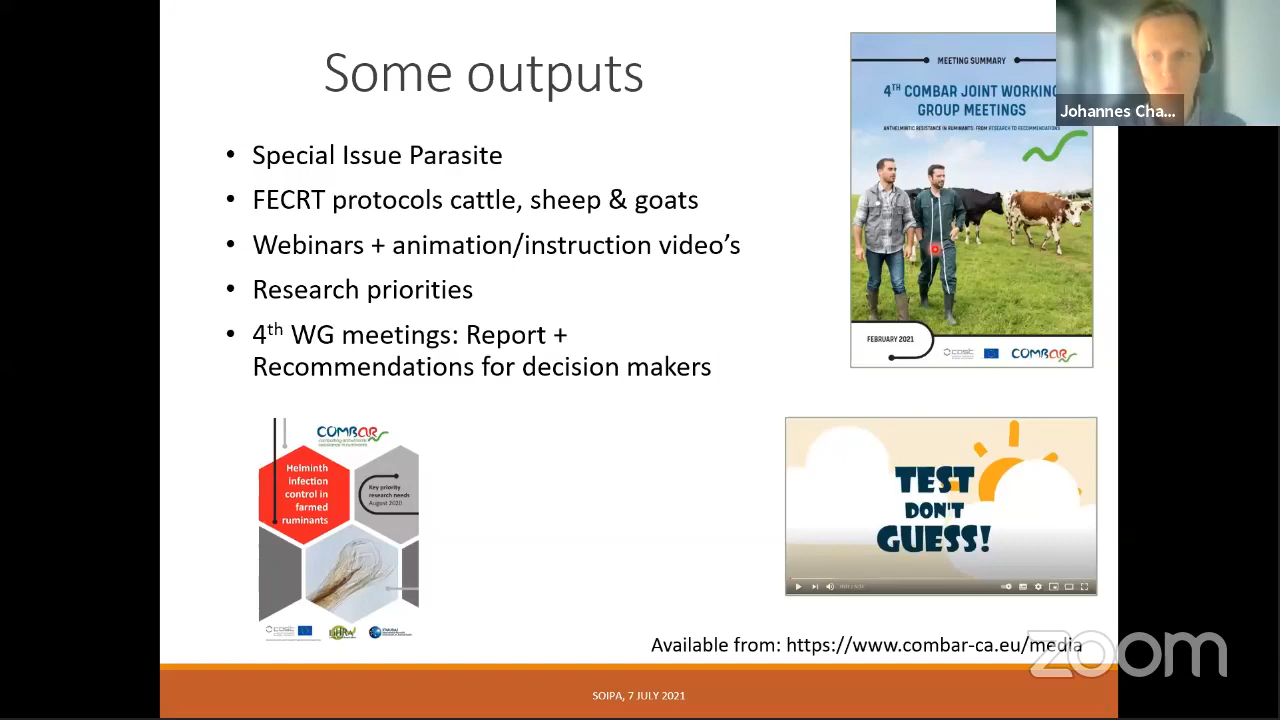 Some outputs
• Special Issue Parasite
• FECRT protocols cattle, sheep & goats
• Webinars + animation/instruction video's
• Research priorities
• 4th WG meetings: Report +
Recommendations for decision makers
MEETING SUMMARY
4TH COMBAR JOINT WORKING
GROUP MEETINGS
ANTHELMINTIC RESISTANCE IN RUMINANTS: FROM RESEARCH TO RECOMMENDATIONS
FEBRUARY 2021
cost
COMBAR
Johannes Cha...
COMBAR
Helminth
infection
control in
farmed
ruminants
Key priority
research needs
August 2020
cost
TEST
DON'T
GUESS!
Available from: https://www.combar-ca.eu/media
zoom
SOIPA, 7 JULY 2021